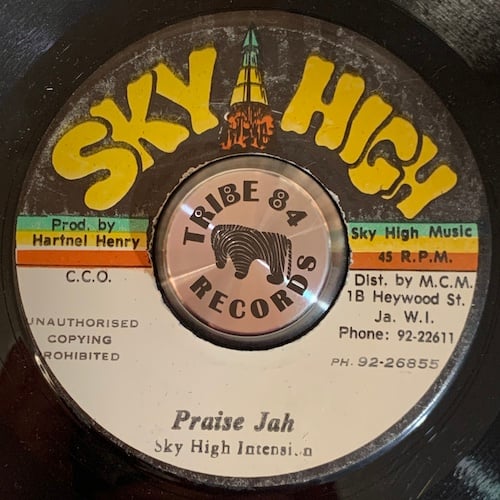 SKY HIGH
TRIBE 84
RECORDS
Prod. by
Hartnel Henry
C.C.O.
UNAUTHORISED
COPYING
ROHIBITED
Sky High Music
45 R.P.M.
Dist. by M.C.M.
1B Heywood St.
Ja. W.I.
Phone: 92-22611
PH. 92-26855
Praise Jah
Sky High